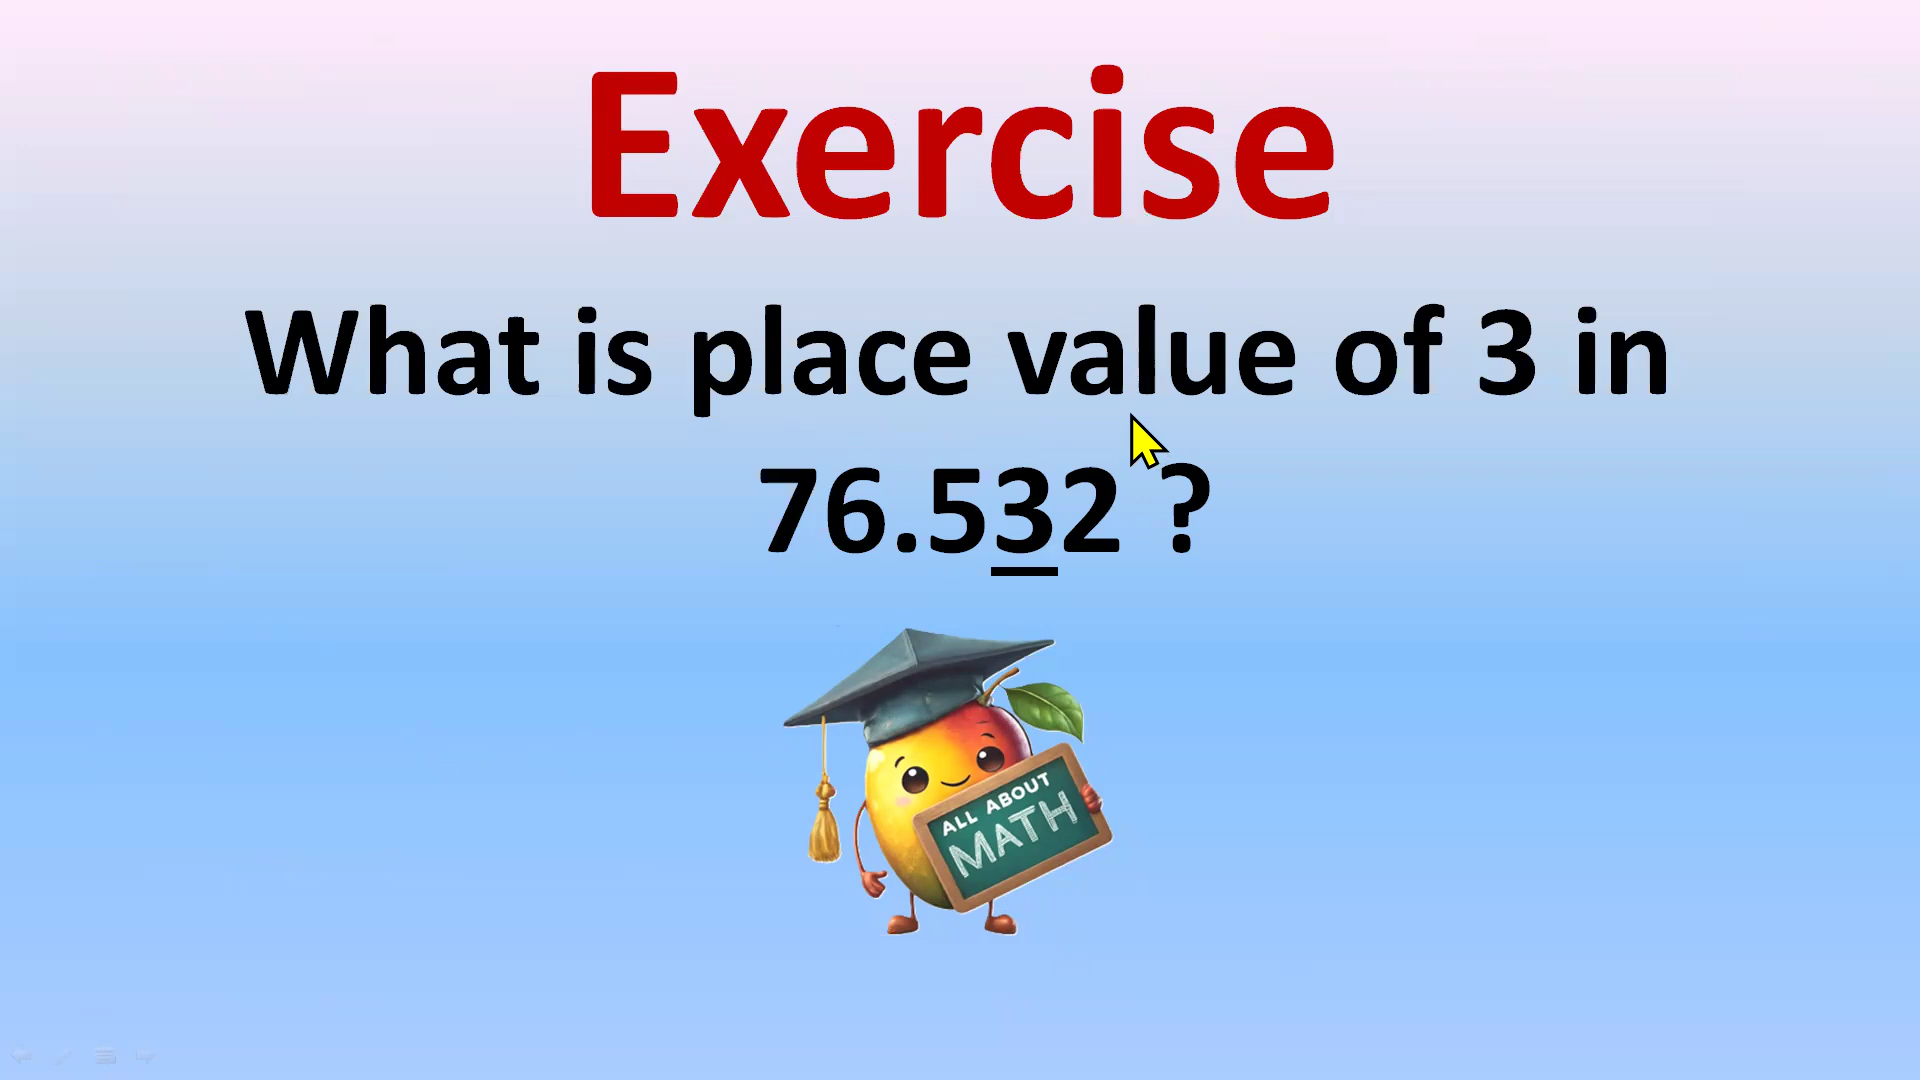 Exercise
What is place value of 3 in
76.532 ?
ALL ABOUT
MATH